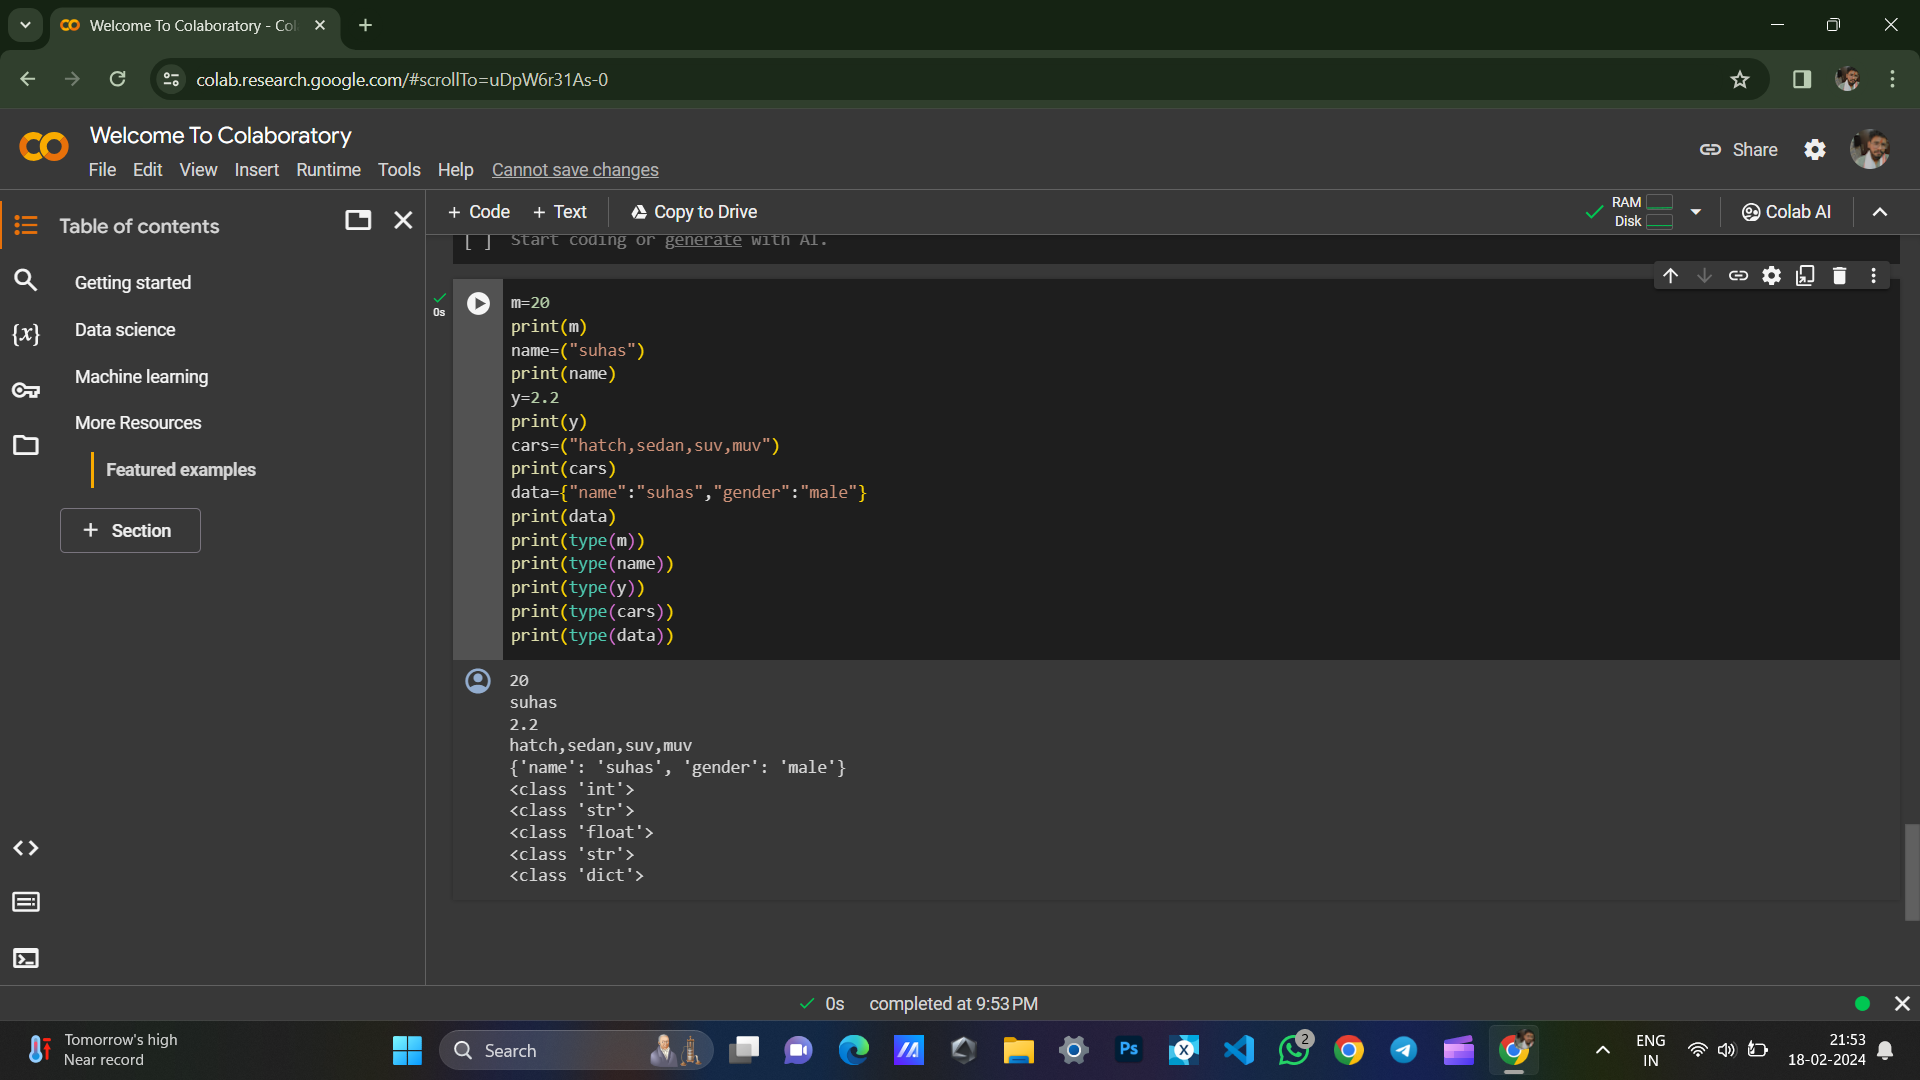 Welcome To Colaboratory - Col
colab.research.google.com/#scrollTo=uDpW6r31As-0
Welcome To Colaboratory
File Edit View Insert Runtime Tools Help Cannot save changes
Share
Table of contents
+ Code + Text Copy to Drive
RAM
Disk
Colab AI
[ ] Start coding or generate with AI.
Getting started
Data science
Machine learning
More Resources
Featured examples
+ Section
{x}
0s
m=20
print(m)
name=("suhas")
print(name)
y=2.2
print(y)
cars=("hatch,sedan,suv,muv")
print(cars)
data={"name":"suhas","gender":"male"}
print(data)
print(type(m))
print(type(name))
print(type(y))
print(type(cars))
print(type(data))
20
suhas
2.2
hatch,sedan,suv,muv
{'name': 'suhas', 'gender': 'male'}
<class 'int'>
<class 'str'>
<class 'float'>
<class 'str'>
<class 'dict'>
0s completed at 9:53 PM
Tomorrow's high
Near record
Search
Ps
2
ENG
IN
21:53
18-02-2024